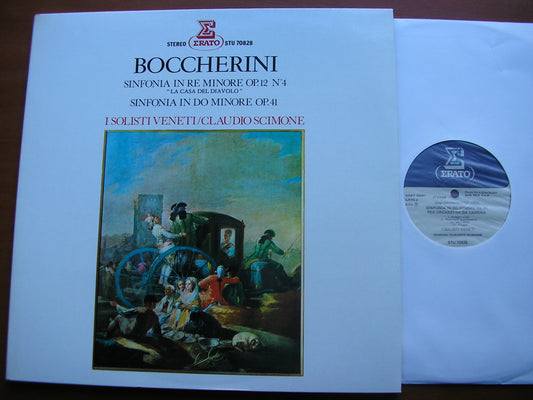 ERATO
STEREO STU 70828
BOCCHERINI
SINFONIA IN RE MINORE OP.12 N°4
"LA CASA DEL DIAVOLO"
SINFONIA IN DO MINORE OP.41
I SOLISTI VENETI/CLAUDIO SCIMONE
ERATO
STU 70828